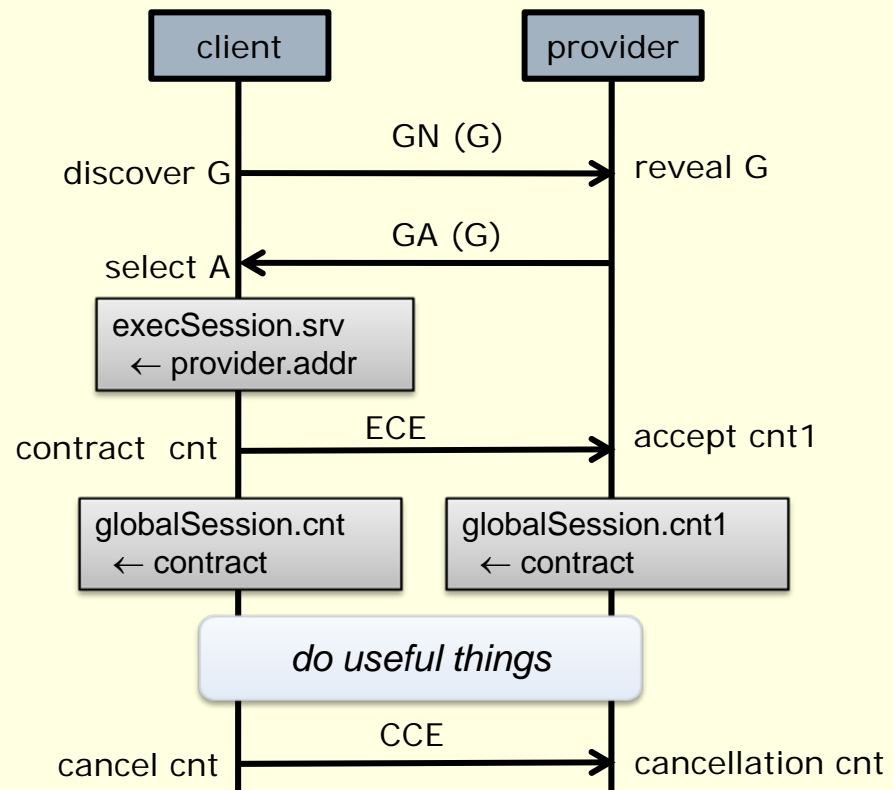 client
provider
GN (G)
discover G
reveal G
GA (G)
select A
execSession.srv
← provider.addr
ECE
contract cnt
accept cnt1
globalSession.cnt
← contract
globalSession.cnt1
← contract
do useful things
CCE
cancel cnt
cancellation cnt